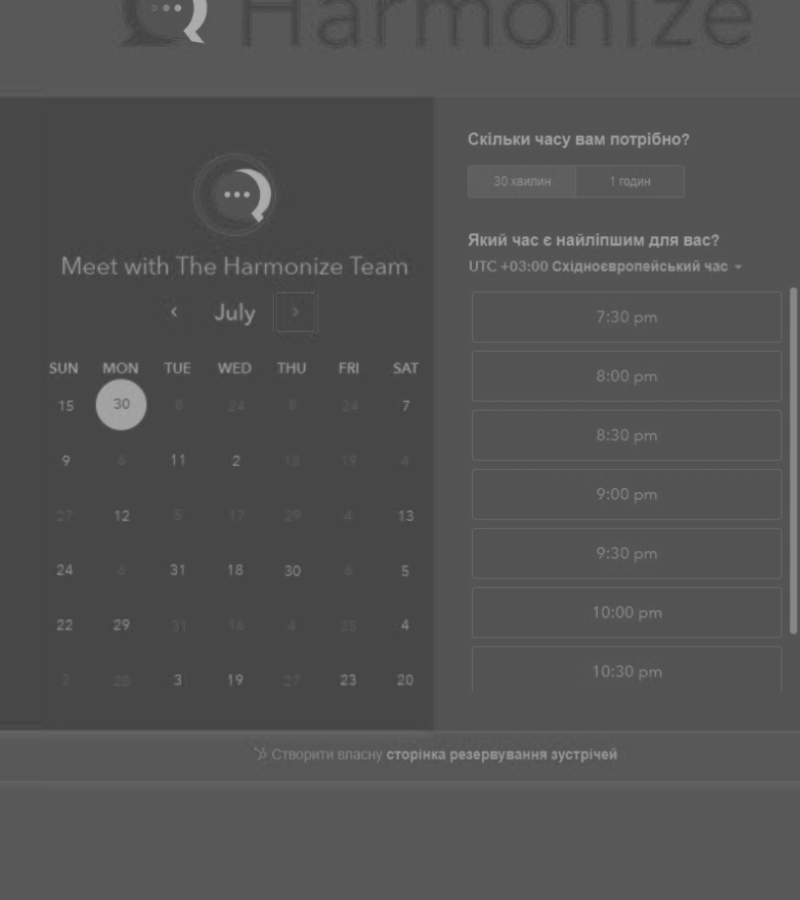 Harmonize
Скільки часу вам потрібно?
30 хвилин 1 годин
Який час є найліпшим для вас?
UTC +03:00 Східноєвропейський час
Meet with The Harmonize Team
July
SUN MON TUE WED THU FRI SAT
15 30 8 24 8 24 7
9 6 11 2 18 19 4
27 12 5 17 29 4 13
24 6 31 18 30 6 5
22 29 31 16 4 25 4
2 28 3 19 27 23 20
7:30 pm
8:00 pm
8:30 pm
9:00 pm
9:30 pm
10:00 pm
10:30 pm
Створити власну сторінка резервування зустрічей